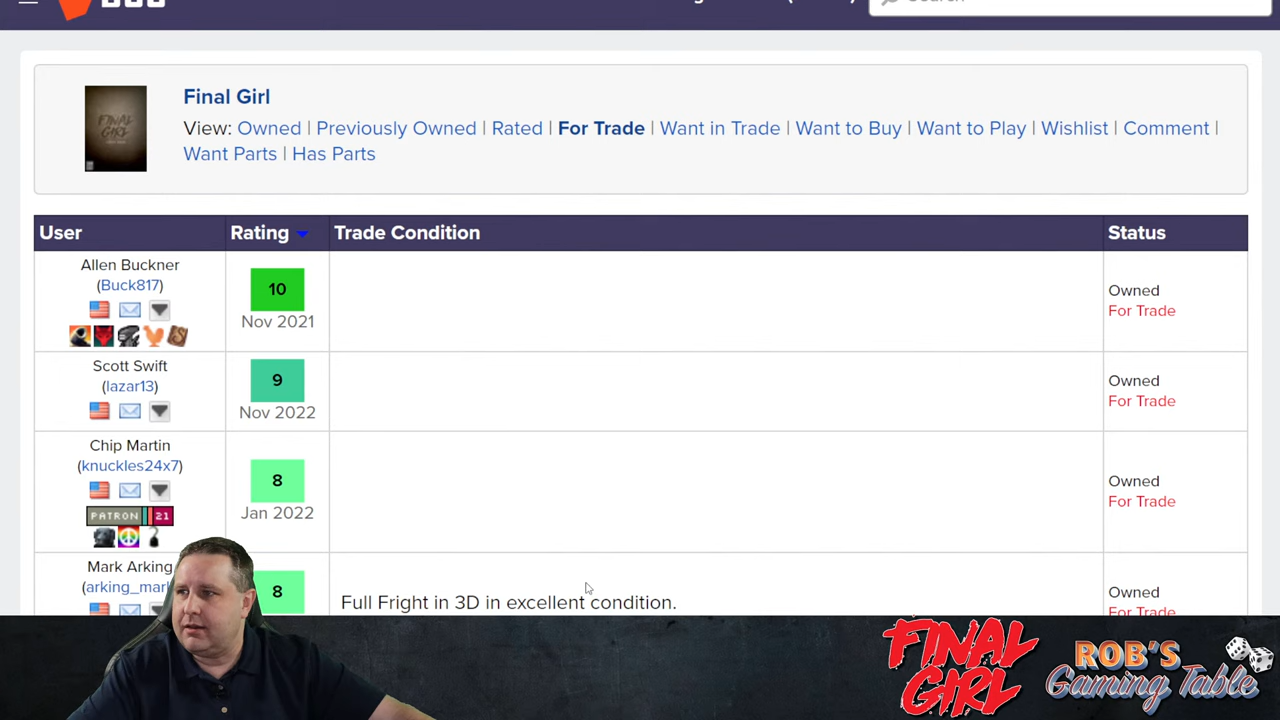 Final Girl
View: Owned | Previously Owned | Rated | For Trade | Want in Trade | Want to Buy | Want to Play | Wishlist | Comment |
Want Parts | Has Parts
User Rating Trade Condition Status
Allen Buckner
(Buck817)
10
Nov 2021
Owned
For Trade
Scott Swift
(lazar13)
9
Nov 2022
Owned
For Trade
Chip Martin
(knuckles24x7)
PATRON 21
8
Jan 2022
Owned
For Trade
Mark Arking
8
Full Fright in 3D in excellent condition.
Owned
For Trade
FINAL
GIRL
ROB'S
Gaming Table